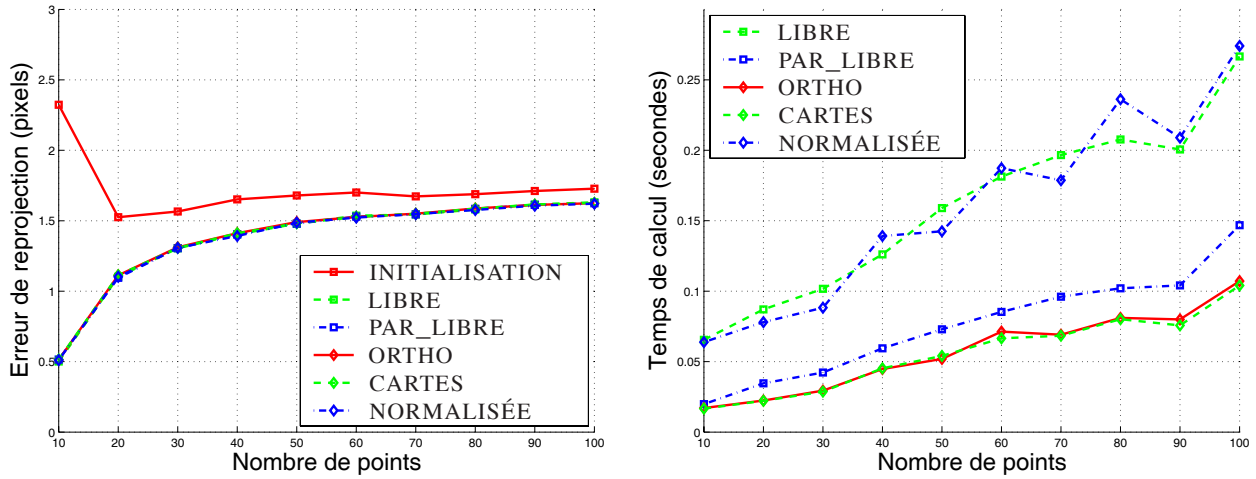 3
2.5
2
1.5
1
0.5
0
Erreur de reprojection (pixels)
INITIALISATION
LIBRE
PAR_LIBRE
ORTHO
CARTES
NORMALISÉE
10 20 30 40 50 60 70 80 90 100
Nombre de points
LIBRE
PAR_LIBRE
ORTHO
CARTES
NORMALISÉE
0.25
0.2
0.15
0.1
0.05
0
Temps de calcul (secondes)
10 20 30 40 50 60 70 80 90 100
Nombre de points